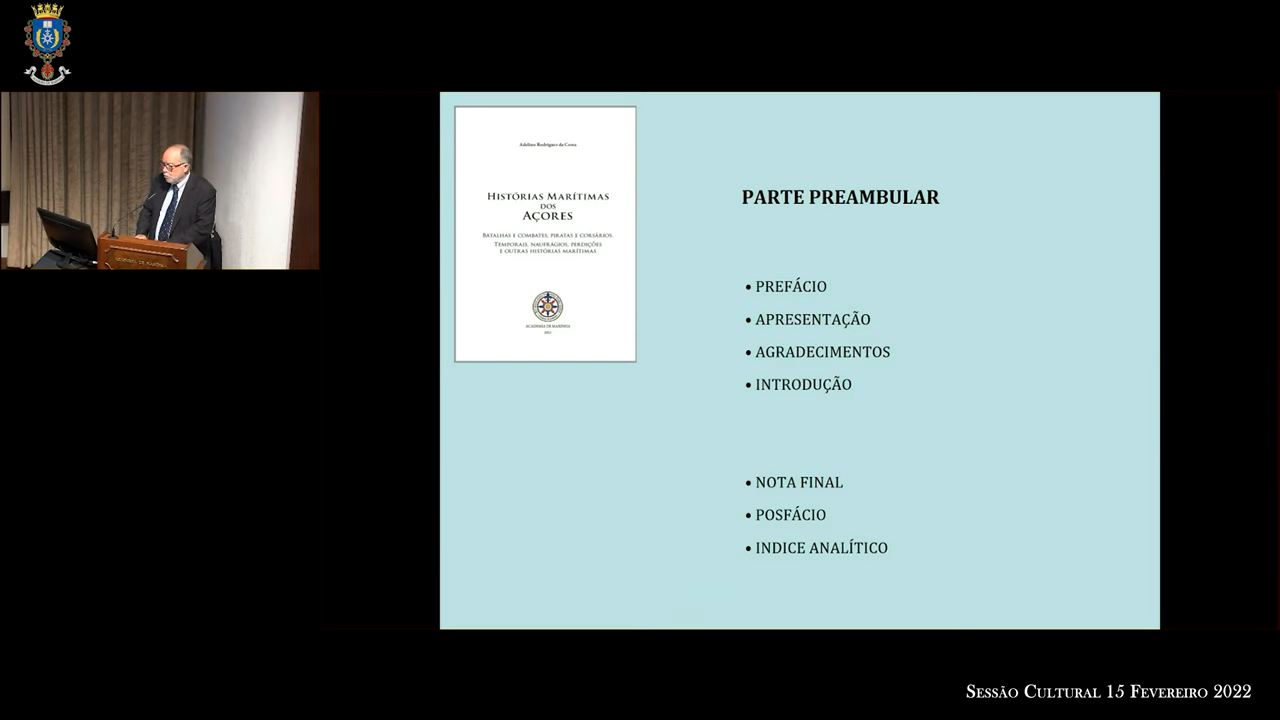 Adelino Rodrigues da Costa
HISTÓRIAS MARÍTIMAS
DOS
AÇORES
BATALHAS E COMBATES, PIRATAS E CORSÁRIOS.
TEMPORAIS, NAUFRÁGIOS, PERDIÇÕES
E OUTRAS HISTÓRIAS MARÍTIMAS
ACADEMIA DE MARINHA
PARTE PREAMBULAR
• PREFÁCIO
• APRESENTAÇÃO
• AGRADECIMENTOS
• INTRODUÇÃO
• NOTA FINAL
• POSFÁCIO
• INDICE ANALÍTICO
SESSÃO CULTURAL 15 FEVEREIRO 2022